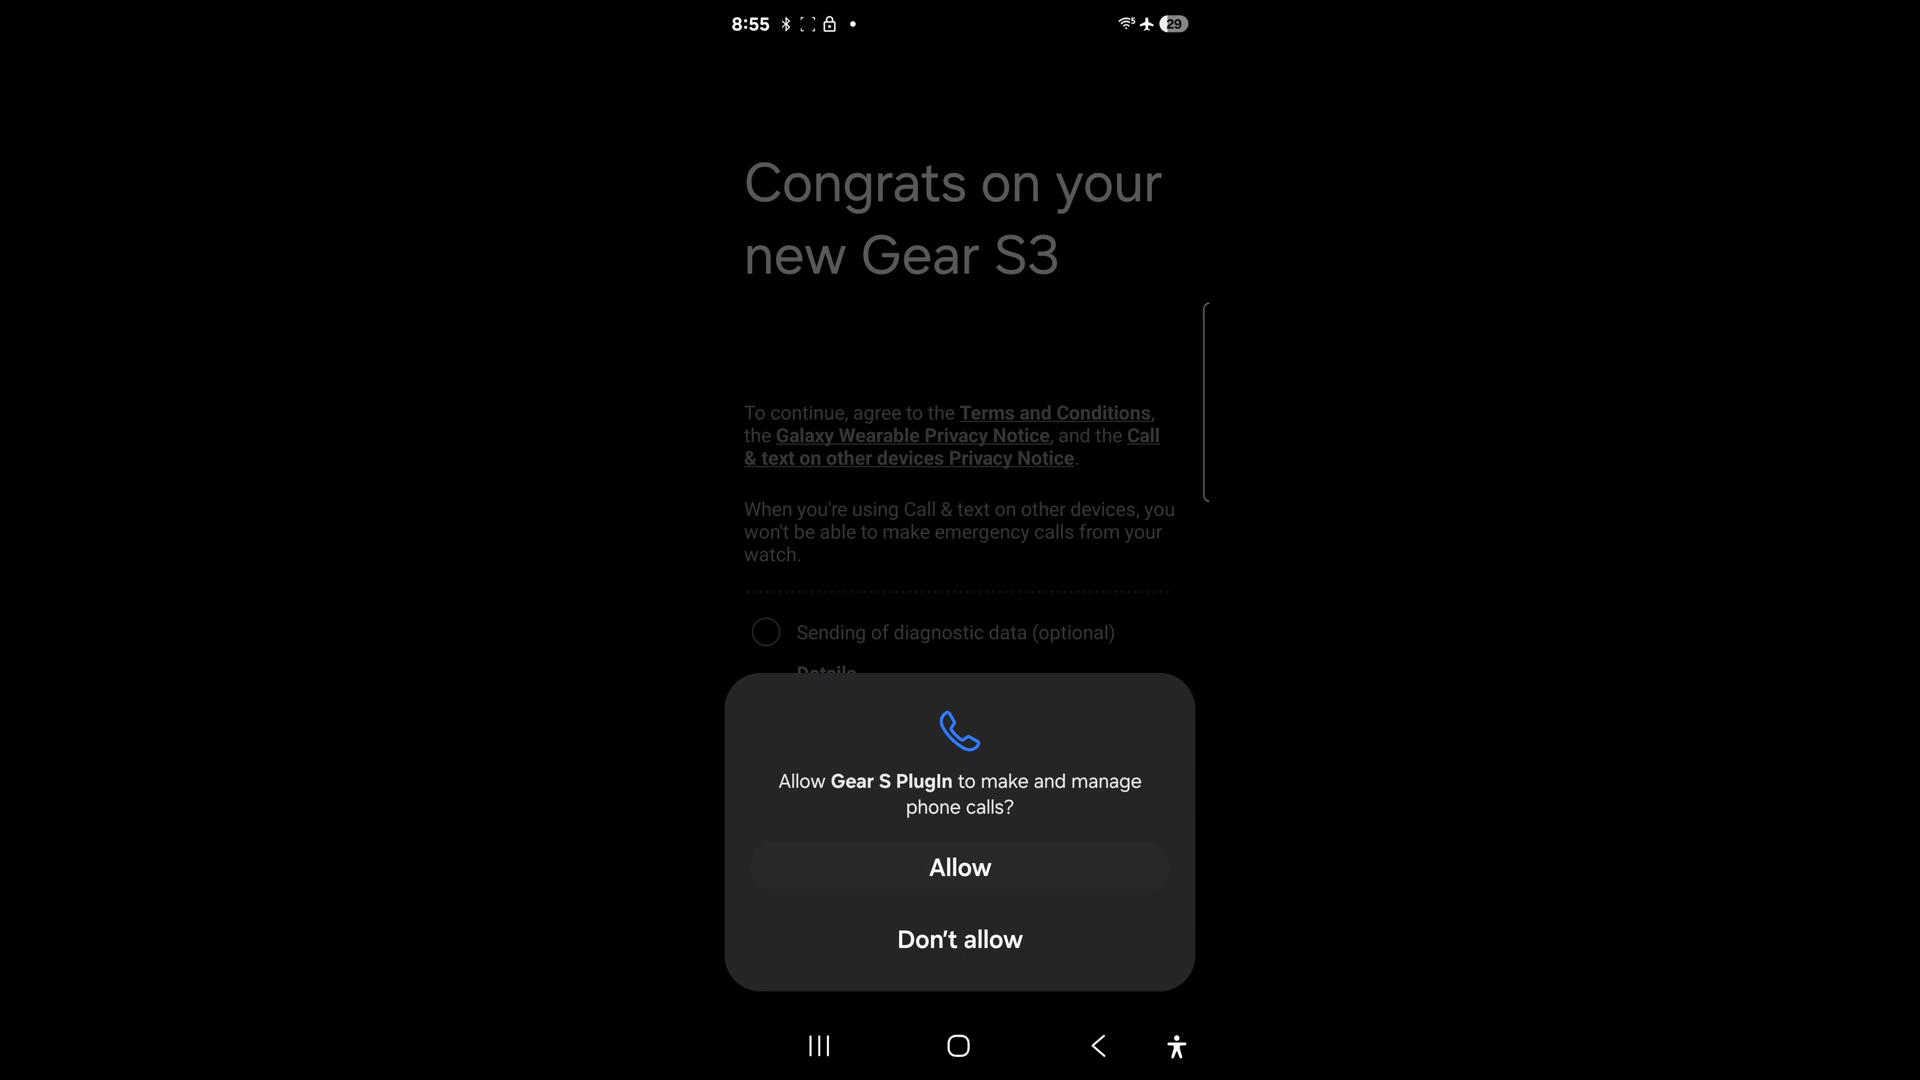 8:55
5
29
Congrats on your
new Gear S3
To continue, agree to the Terms and Conditions,
the Galaxy Wearable Privacy Notice, and the Call
& text on other devices Privacy Notice.
When you're using Call & text on other devices, you
won't be able to make emergency calls from your
watch.
Sending of diagnostic data (optional)
Details
Allow Gear S PlugIn to make and manage
phone calls?
Allow
Don't allow